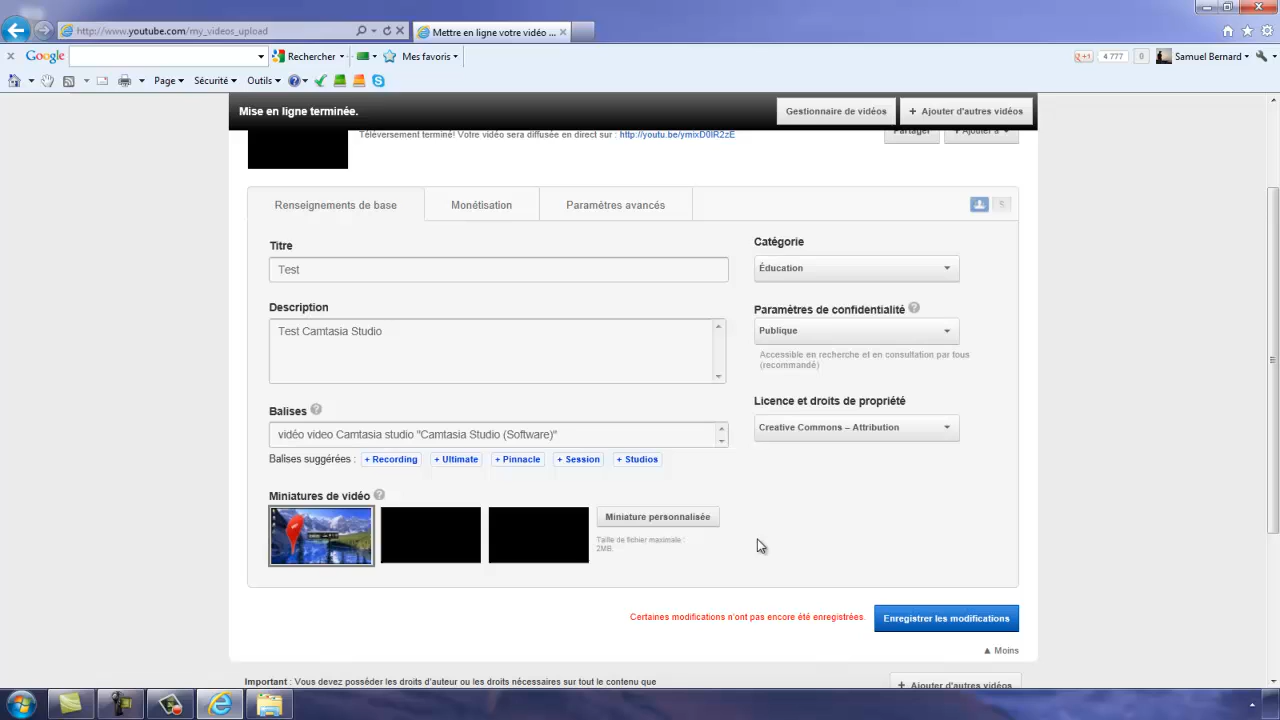 http://www.youtube.com/my_videos_upload
Mettre en ligne votre vidéo ...
Google
Rechercher
Mes favoris
+1
4 777
0
Samuel Bernard
Page
Sécurité
Outils
Mise en ligne terminée.
Gestionnaire de vidéos
+ Ajouter d'autres vidéos
Téléversement terminé! Votre vidéo sera diffusée en direct sur : http://youtu.be/ymixD0lR2zE
Partager
+ Ajouter à
Renseignements de base
Monétisation
Paramètres avancés
Titre
Test
Description
Test Camtasia Studio
Balises
vidéo video Camtasia studio "Camtasia Studio (Software)"
Balises suggérées :
+ Recording
+ Ultimate
+ Pinnacle
+ Session
+ Studios
Miniatures de vidéo
Miniature personnalisée
Taille de fichier maximale :
2MB.
Catégorie
Éducation
Paramètres de confidentialité
Publique
Accessible en recherche et en consultation par tous
(recommandé)
Licence et droits de propriété
Creative Commons – Attribution
Certaines modifications n'ont pas encore été enregistrées.
Enregistrer les modifications
Moins
Important : Vous devez posséder les droits d'auteur ou les droits nécessaires sur tout le contenu que
+ Ajouter d'autres vidéos